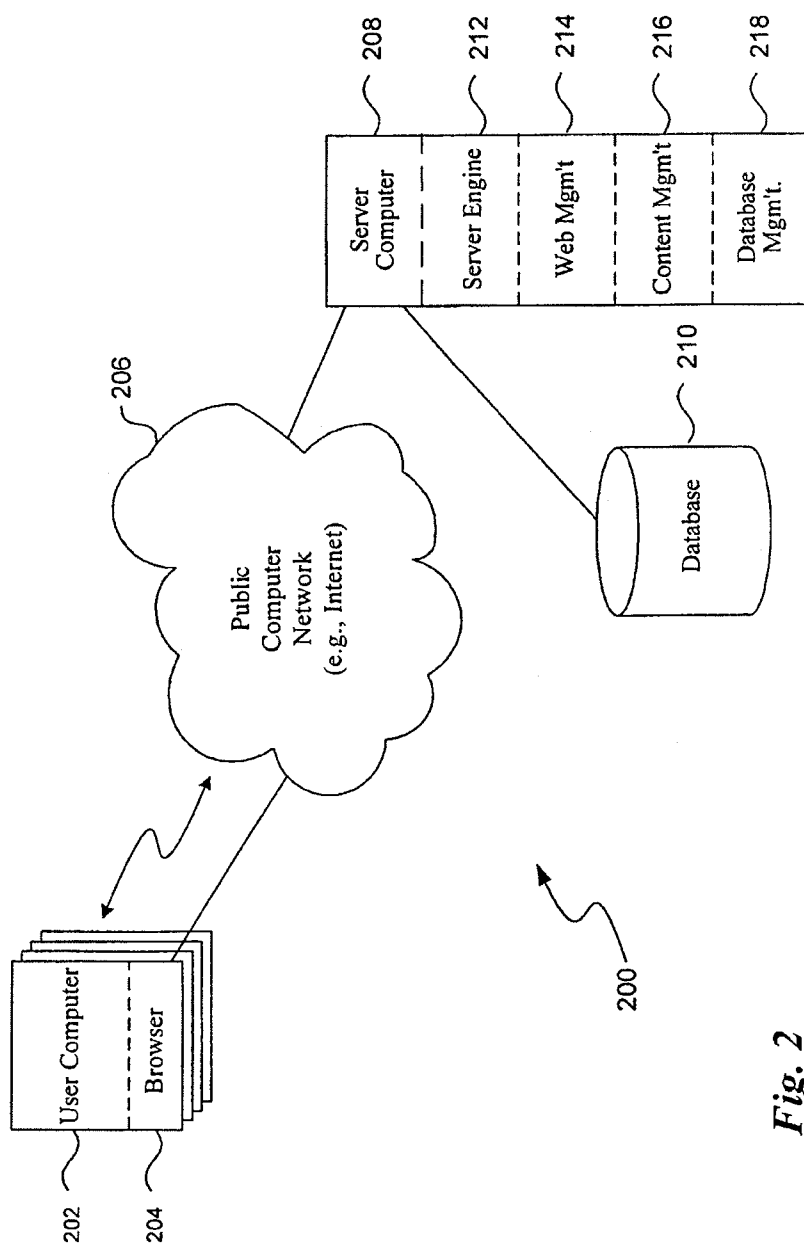 202
User Computer
204
Browser
206
Public
Computer
Network
(e.g., Internet)
208
Server
Computer
212
Server Engine
214
Web Mgm't
216
Content Mgm't
218
Database
Mgm't.
210
Database
200
Fig. 2